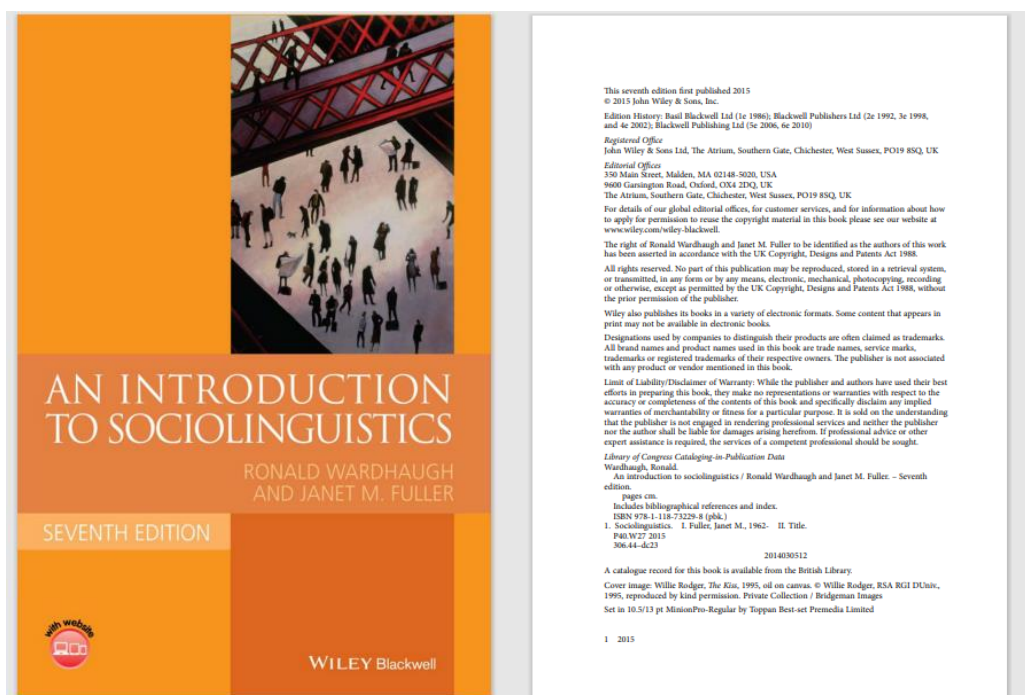 AN INTRODUCTION
TO SOCIOLINGUISTICS
RONALD WARDHAUGH
AND JANET M. FULLER
SEVENTH EDITION
with website
WILEY Blackwell
This seventh edition first published 2015
© 2015 John Wiley & Sons, Inc.
Edition History: Basil Blackwell Ltd (1e 1986); Blackwell Publishers Ltd (2e 1992, 3e 1998,
and 4e 2002); Blackwell Publishing Ltd (5e 2006, 6e 2010)
Registered Office
John Wiley & Sons Ltd, The Atrium, Southern Gate, Chichester, West Sussex, PO19 8SQ, UK
Editorial Offices
350 Main Street, Malden, MA 02148-5020, USA
9600 Garsington Road, Oxford, OX4 2DQ, UK
The Atrium, Southern Gate, Chichester, West Sussex, PO19 8SQ, UK
For details of our global editorial offices, for customer services, and for information about how
to apply for permission to reuse the copyright material in this book please see our website at
www.wiley.com/wiley-blackwell.
The right of Ronald Wardhaugh and Janet M. Fuller to be identified as the authors of this work
has been asserted in accordance with the UK Copyright, Designs and Patents Act 1988.
All rights reserved. No part of this publication may be reproduced, stored in a retrieval system,
or transmitted, in any form or by any means, electronic, mechanical, photocopying, recording
or otherwise, except as permitted by the UK Copyright, Designs and Patents Act 1988, without
the prior permission of the publisher.
Wiley also publishes its books in a variety of electronic formats. Some content that appears in
print may not be available in electronic books.
Designations used by companies to distinguish their products are often claimed as trademarks.
All brand names and product names used in this book are trade names, service marks,
trademarks or registered trademarks of their respective owners. The publisher is not associated
with any product or vendor mentioned in this book.
Limit of Liability/Disclaimer of Warranty: While the publisher and authors have used their best
efforts in preparing this book, they make no representations or warranties with respect to the
accuracy or completeness of the contents of this book and specifically disclaim any implied
warranties of merchantability or fitness for a particular purpose. It is sold on the understanding
that the publisher is not engaged in rendering professional services and neither the publisher
nor the author shall be liable for damages arising herefrom. If professional advice or other
expert assistance is required, the services of a competent professional should be sought.
Library of Congress Cataloging-in-Publication Data
Wardhaugh, Ronald.
An introduction to sociolinguistics / Ronald Wardhaugh and Janet M. Fuller. – Seventh
edition.
pages cm.
Includes bibliographical references and index.
ISBN 978-1-118-73229-8 (pbk.)
1. Sociolinguistics. I. Fuller, Janet M., 1962- II. Title.
P40.W27 2015
306.44–dc23
2014030512
A catalogue record for this book is available from the British Library.
Cover image: Willie Rodger, The Kiss, 1995, oil on canvas. © Willie Rodger, RSA RGI DUniv.,
1995, reproduced by kind permission. Private Collection / Bridgeman Images
Set in 10.5/13 pt MinionPro-Regular by Toppan Best-set Premedia Limited
1 2015